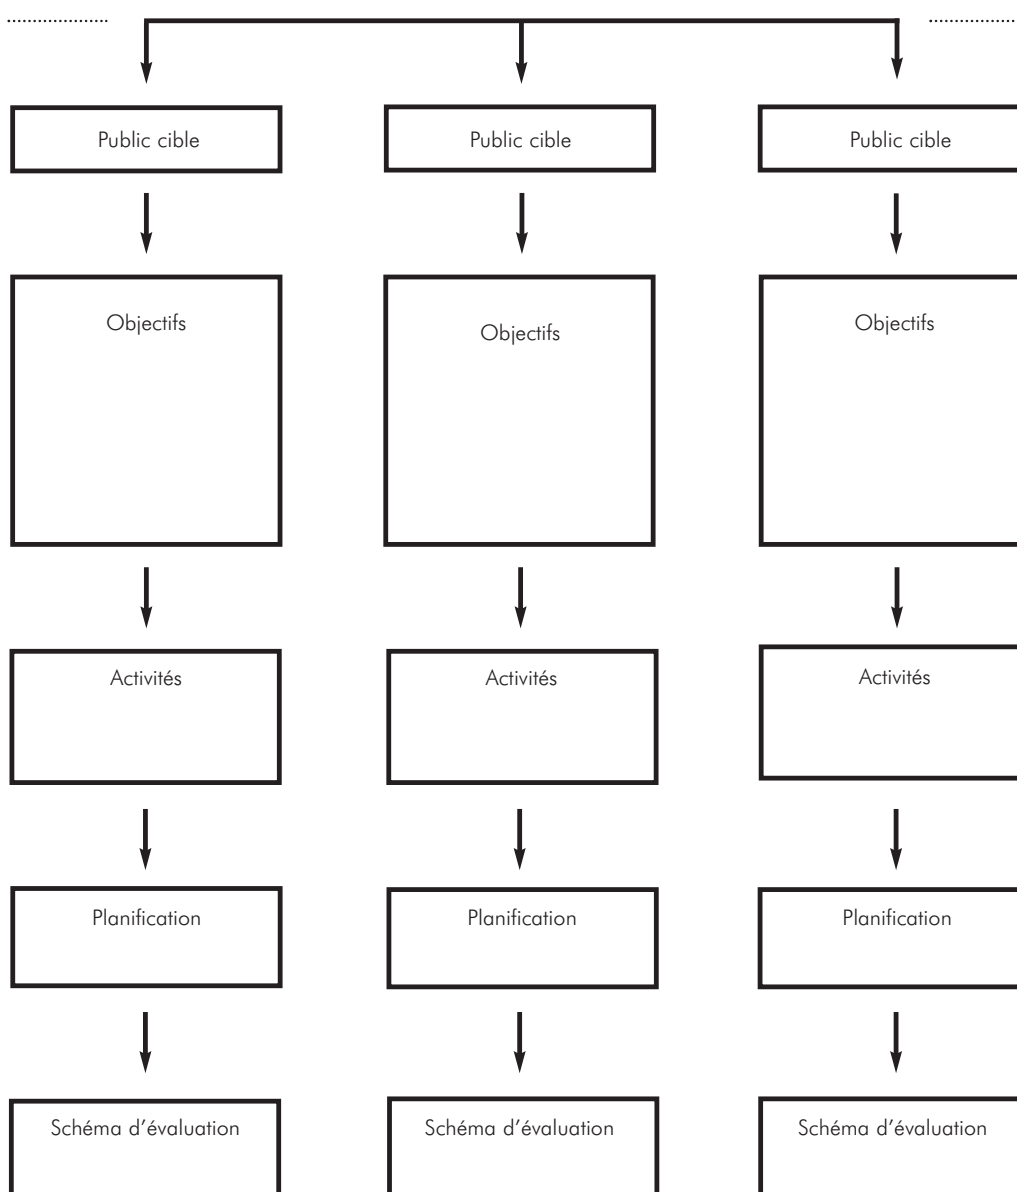 Public cible
Public cible
Public cible
Objectifs
Objectifs
Objectifs
Activités
Activités
Activités
Planification
Planification
Planification
Schéma d'évaluation
Schéma d'évaluation
Schéma d'évaluation